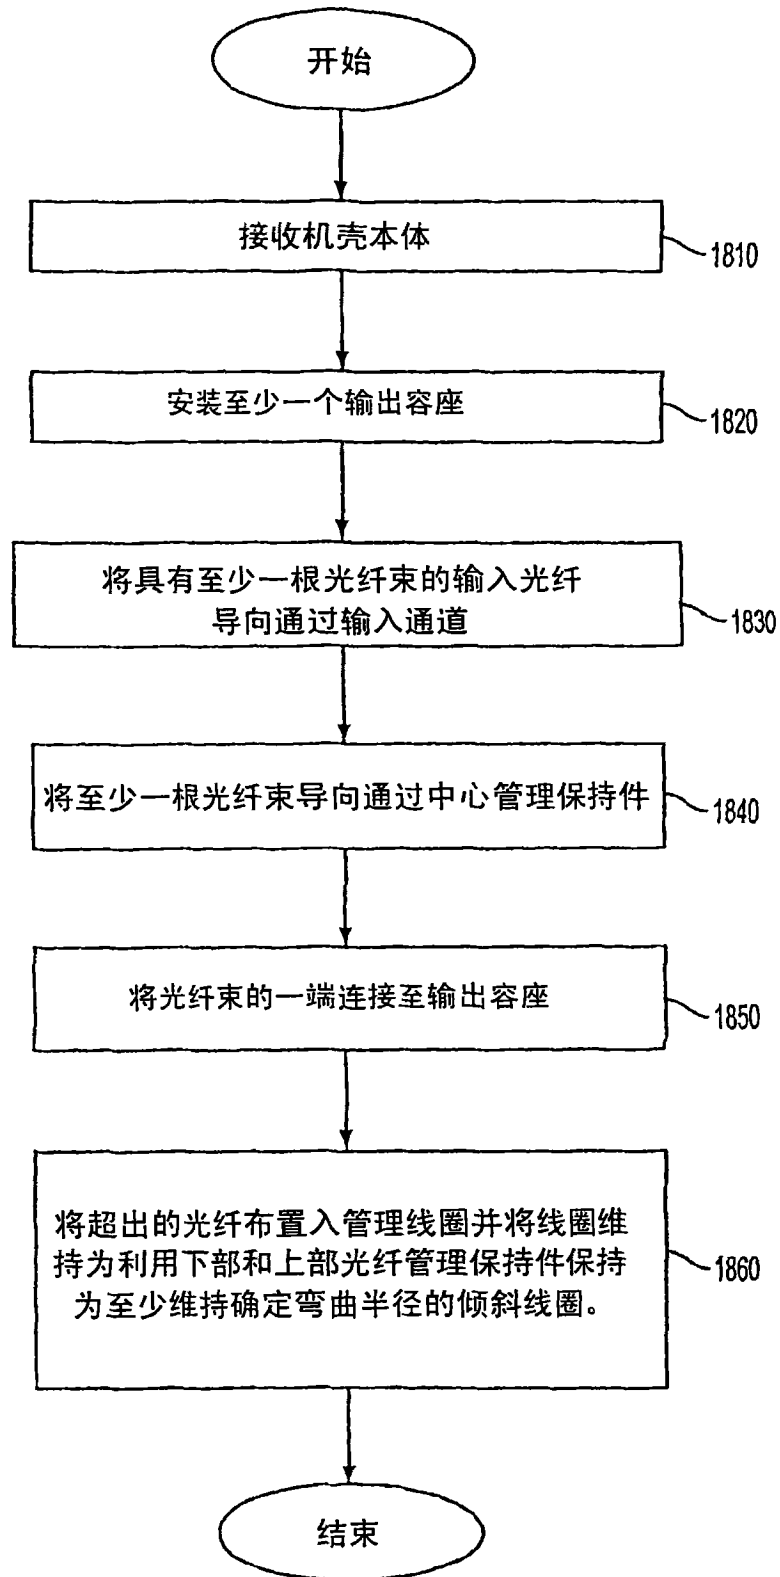 开始
接收机壳本体
1810
安装至少一个输出容座
1820
将具有至少一根光纤束的输入光纤
导向通过输入通道
1830
将至少一根光纤束导向通过中心管理保持件
1840
将光纤束的一端连接至输出容座
1850
将超出的光纤布置入管理线圈并将线圈维
持为利用下部和上部光纤管理保持件保持
为至少维持确定弯曲半径的倾斜线圈。
1860
结束